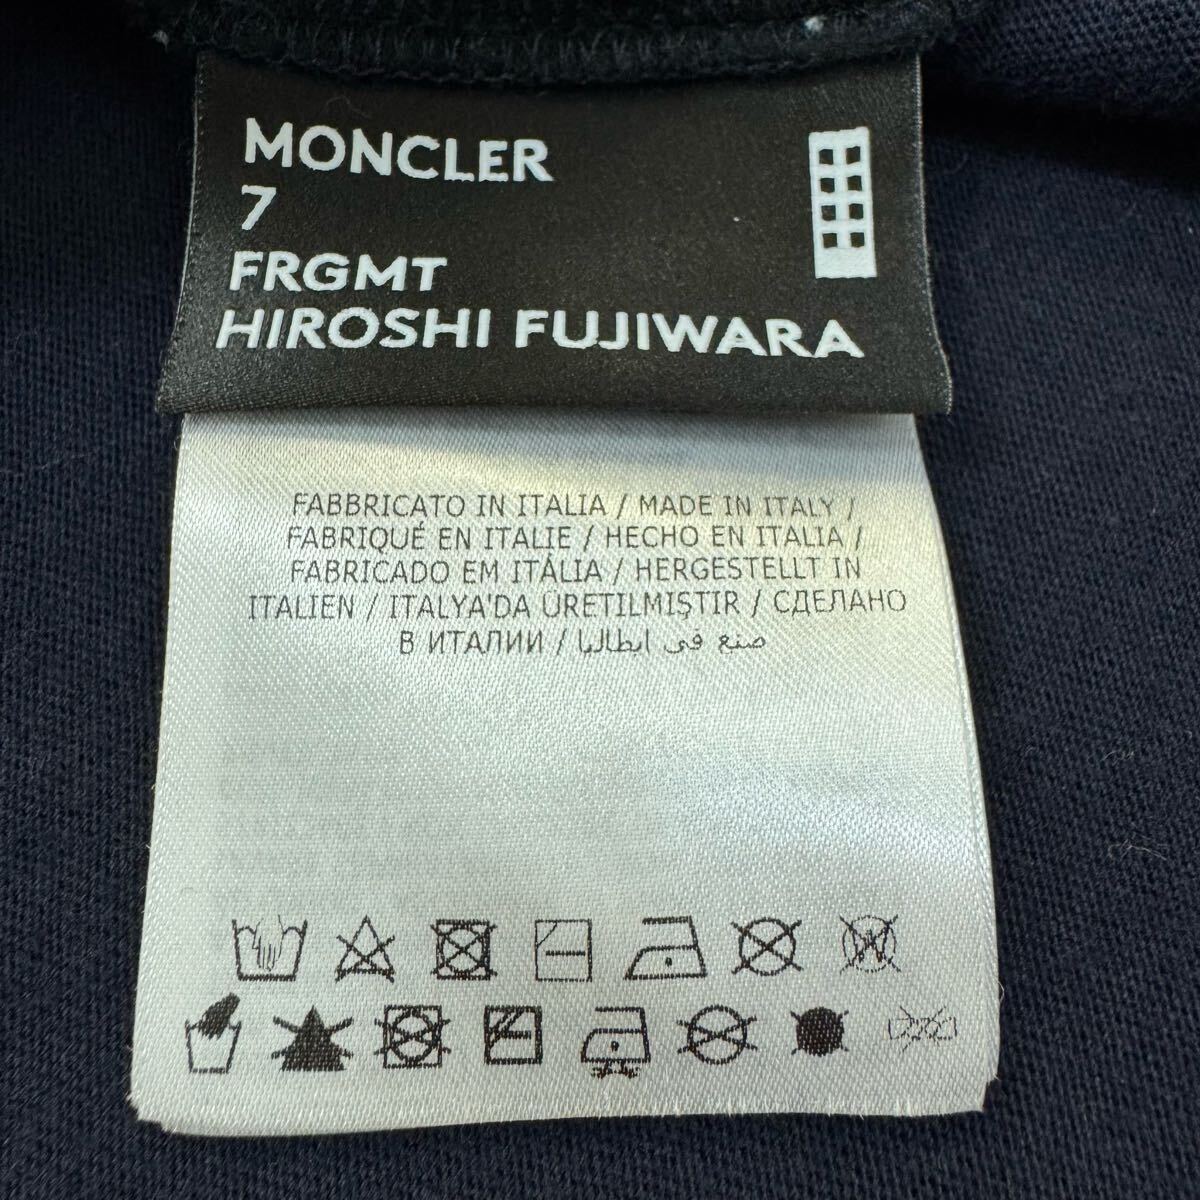 MONCLER
7
FRGMT
HIROSHI FUJIWARA
FABBRICATO IN ITALIA / MADE IN ITALY /
FABRIQUÉ EN ITALIE / HECHO EN ITALIA /
FABRICADO EM ITÁLIA / HERGESTELLT IN
ITALIEN / ITALYA'DA ÜRETILMIŞTIR / СДЕЛАНО
В ИТАЛИИ / صنع في ايطاليا
W